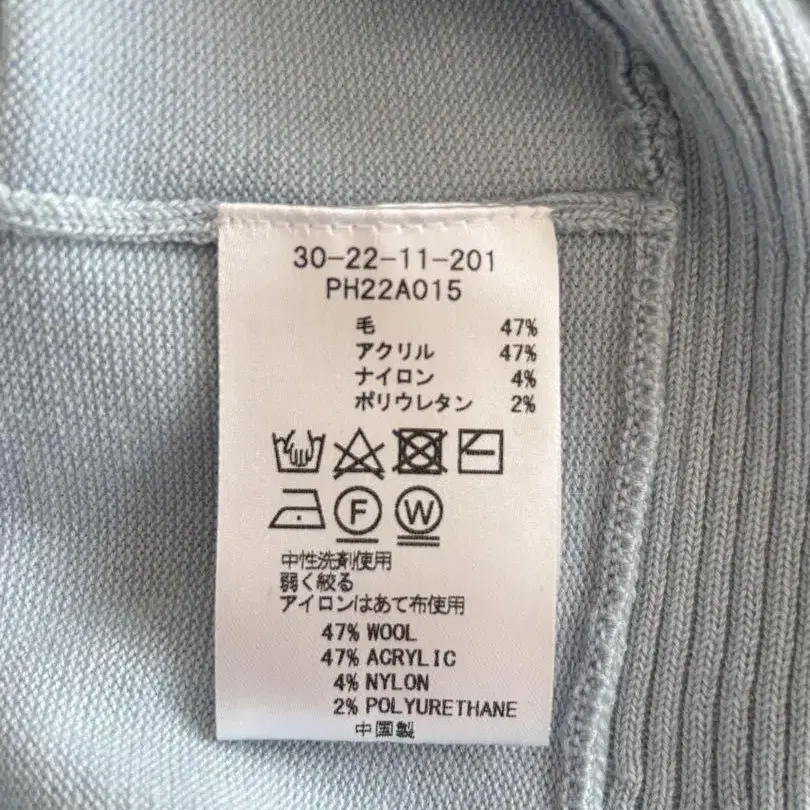 30-22-11-201
PH22A015
毛 47%
アクリル 47%
ナイロン 4%
ポリウレタン 2%
F W
中性洗剤使用
弱く絞る
アイロンはあて布使用
47% WOOL
47% ACRYLIC
4% NYLON
2% POLYURETHANE
中国製